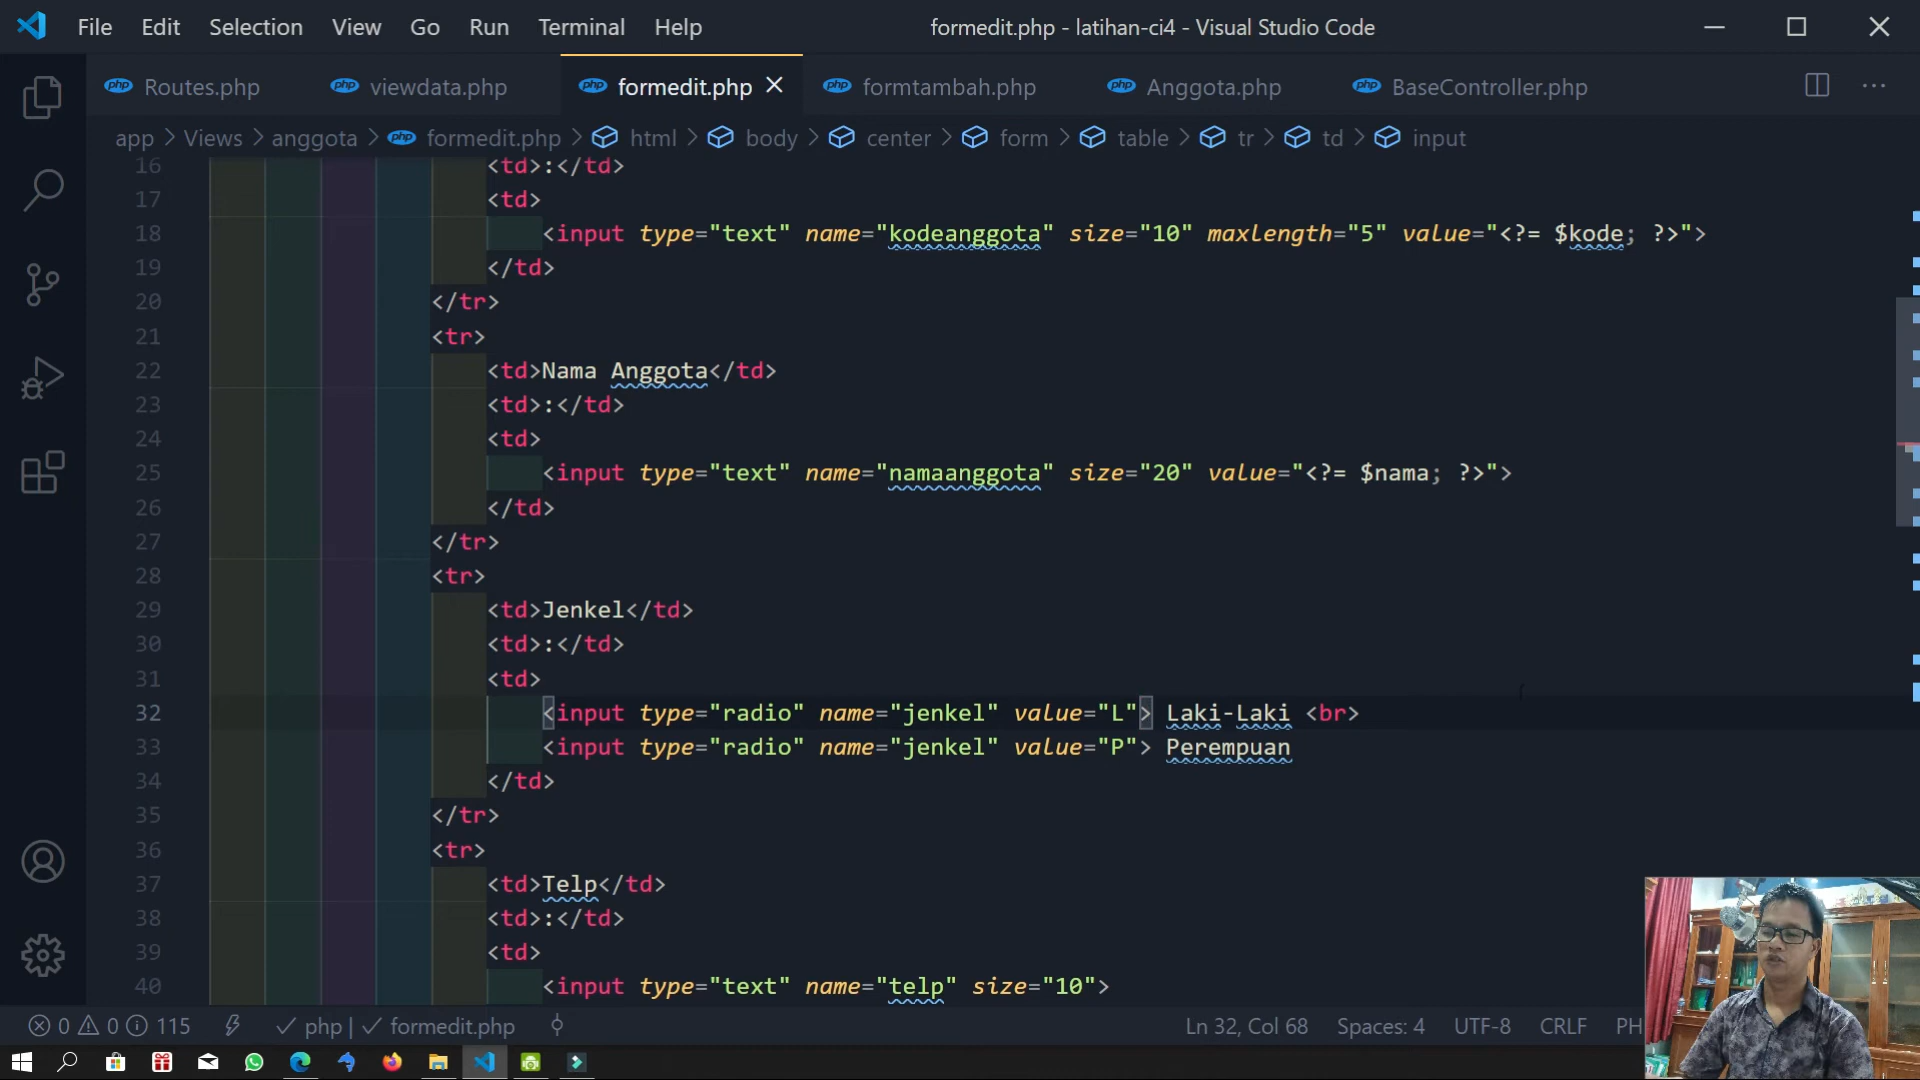 File Edit Selection View Go Run Terminal Help formedit.php - latihan-ci4 - Visual Studio Code
php Routes.php php viewdata.php php formedit.php php formtambah.php php Anggota.php php BaseController.php
app > Views > anggota > php formedit.php > html > body > center > form > table > tr > td > input
16 <td>:</td>
17 <td>
18 <input type="text" name="kodeanggota" size="10" maxlength="5" value="<?= $kode; ?>">
19 </td>
20 </tr>
21 <tr>
22 <td>Nama Anggota</td>
23 <td>:</td>
24 <td>
25 <input type="text" name="namaanggota" size="20" value="<?= $nama; ?>">
26 </td>
27 </tr>
28 <tr>
29 <td>Jenkel</td>
30 <td>:</td>
31 <td>
32 <input type="radio" name="jenkel" value="L"> Laki-Laki <br>
33 <input type="radio" name="jenkel" value="P"> Perempuan
34 </td>
35 </tr>
36 <tr>
37 <td>Telp</td>
38 <td>:</td>
39 <td>
40 <input type="text" name="telp" size="10">
0 0 115 php | formedit.php Ln 32, Col 68 Spaces: 4 UTF-8 CRLF PH